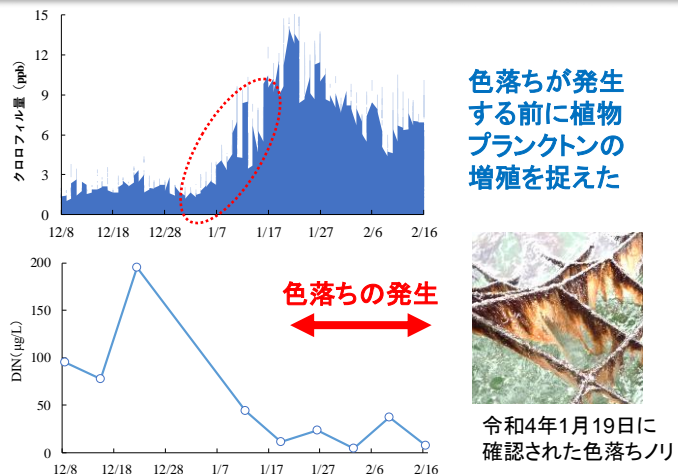 15
12
9
6
3
0
クロロフィル量(ppb)
12/8 12/18 12/28 1/7 1/17 1/27 2/6 2/16
色落ちが発生
する前に植物
プランクトンの
増殖を捉えた
200
150
100
50
0
DIN(μg/L)
12/8 12/18 12/28 1/7 1/17 1/27 2/6 2/16
色落ちの発生
令和4年1月19日に
確認された色落ちノリ